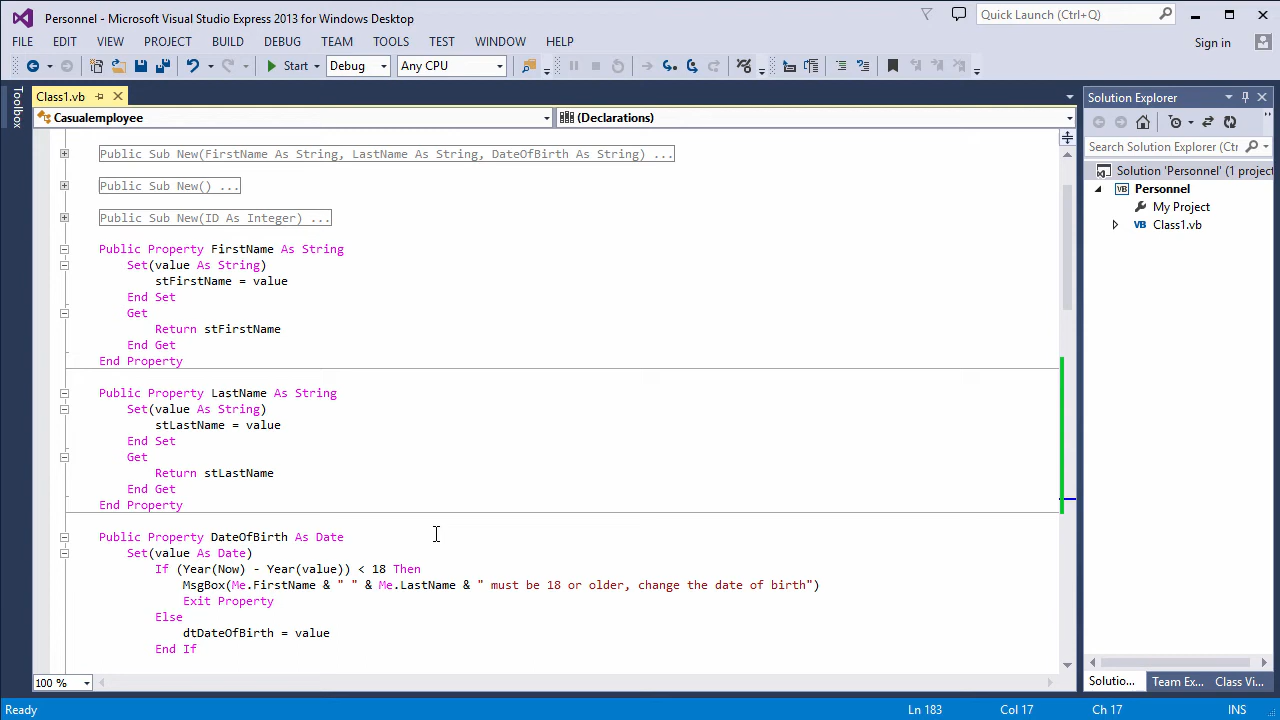 Personnel - Microsoft Visual Studio Express 2013 for Windows Desktop
Quick Launch (Ctrl+Q)
FILE EDIT VIEW PROJECT BUILD DEBUG TEAM TOOLS TEST WINDOW HELP
Sign in
Start Debug Any CPU
Toolbox
Class1.vb
Casualemployee
(Declarations)
Public Sub New(FirstName As String, LastName As String, DateOfBirth As String) ...
Public Sub New() ...
Public Sub New(ID As Integer) ...
Public Property FirstName As String
Set(value As String)
stFirstName = value
End Set
Get
Return stFirstName
End Get
End Property
Public Property LastName As String
Set(value As String)
stLastName = value
End Set
Get
Return stLastName
End Get
End Property
Public Property DateOfBirth As Date
Set(value As Date)
If (Year(Now) - Year(value)) < 18 Then
MsgBox(Me.FirstName & " " & Me.LastName & " must be 18 or older, change the date of birth")
Exit Property
Else
dtDateOfBirth = value
End If
100 %
Solution Explorer
Search Solution Explorer (Ctrl
Solution 'Personnel' (1 project
VB Personnel
My Project
VB Class1.vb
Solutio... Team Ex... Class Vi...
Ready Ln 183 Col 17 Ch 17 INS